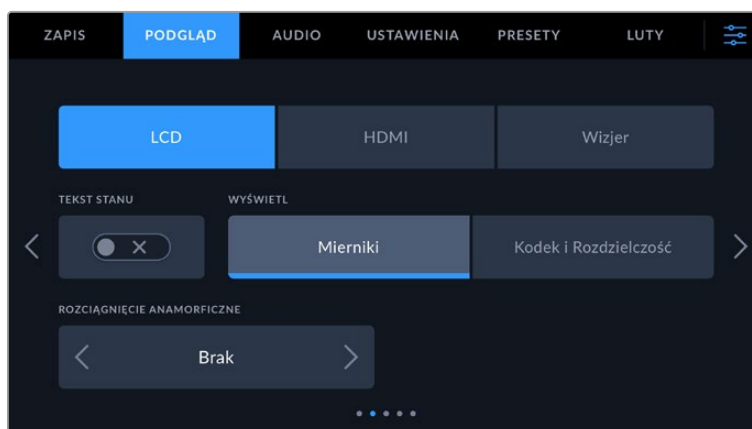 ZAPIS PODGLĄD AUDIO USTAWIENIA PRESETY LUTY
LCD HDMI Wizjer
TEKST STANU WYŚWIETL
Mierniki Kodek i Rozdzielczość
ROZCIĄGNIĘCIE ANAMORFICZNE
Brak